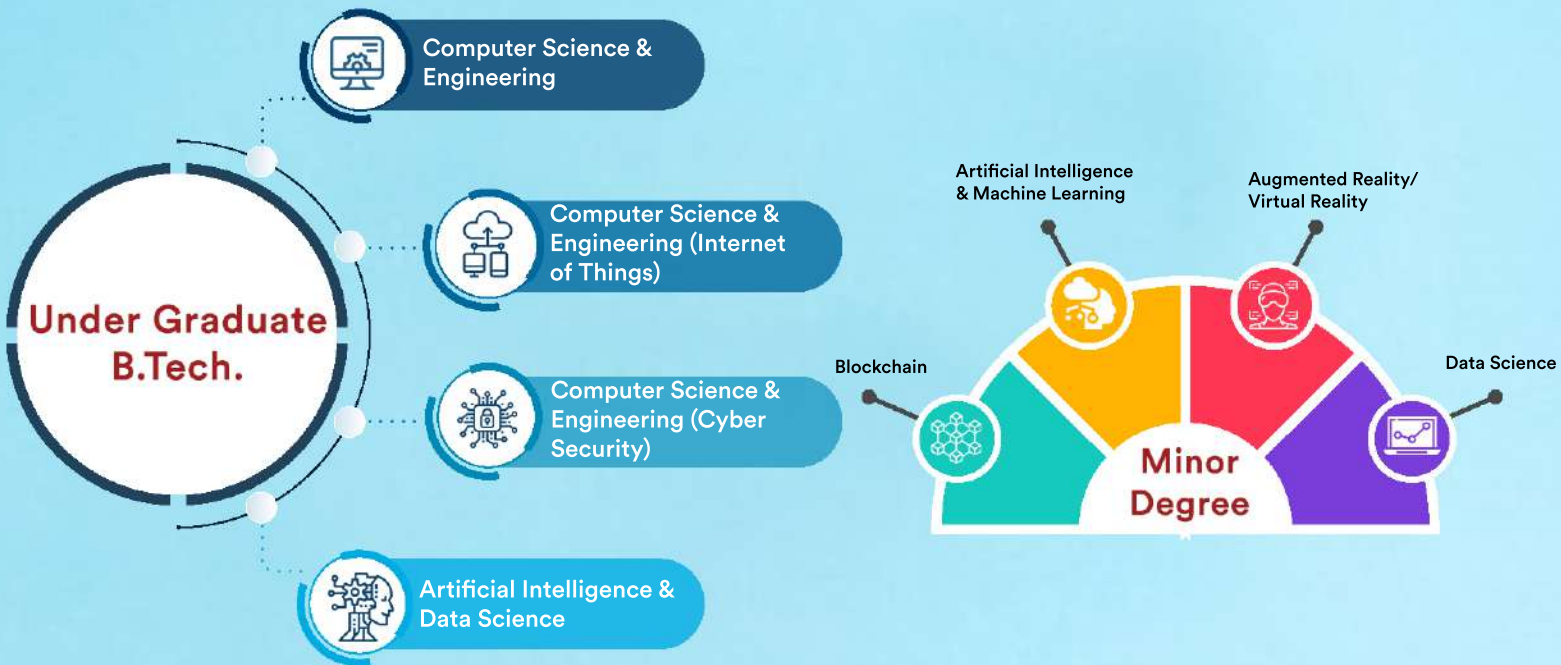 Computer Science &
Engineering
Under Graduate
B.Tech.
Computer Science &
Engineering (Internet
of Things)
Computer Science &
Engineering (Cyber
Security)
Artificial Intelligence &
Data Science
Artificial Intelligence
& Machine Learning
Augmented Reality/
Virtual Reality
Blockchain
Data Science
Minor
Degree